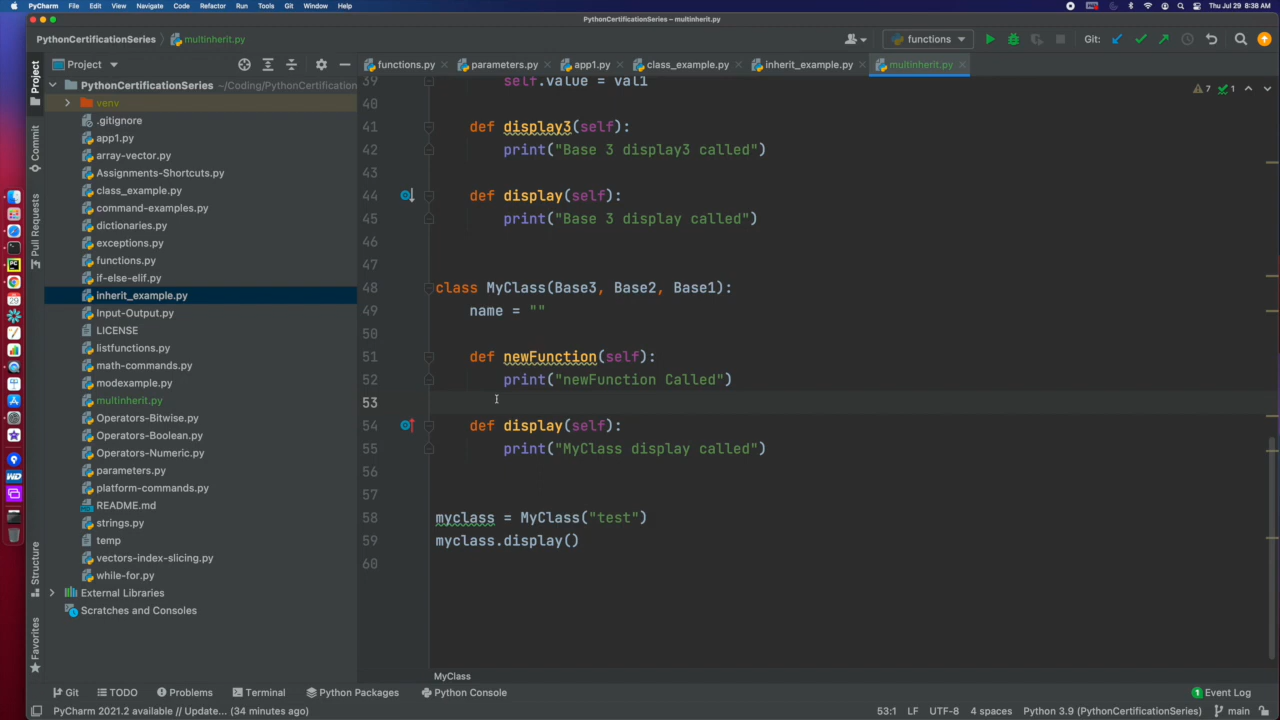 PyCharm File Edit View Navigate Code Refactor Run Tools Git Window Help Thu Jul 29 8:38 AM
PythonCertificationSeries – multinherit.py
PythonCertificationSeries multinherit.py functions Git:
Project functions.py parameters.py app1.py class_example.py inherit_example.py multinherit.py
Project
Commit
Pull Requests
Structure
Favorites
PythonCertificationSeries ~/Coding/PythonCertification
venv
.gitignore
app1.py
array-vector.py
Assignments-Shortcuts.py
class_example.py
command-examples.py
dictionaries.py
exceptions.py
functions.py
if-else-elif.py
inherit_example.py
Input-Output.py
LICENSE
listfunctions.py
math-commands.py
modexample.py
multinherit.py
Operators-Bitwise.py
Operators-Boolean.py
Operators-Numeric.py
parameters.py
platform-commands.py
README.md
strings.py
temp
vectors-index-slicing.py
while-for.py
External Libraries
Scratches and Consoles
7 1
39 self.value = val1
40
41 def display3(self):
42 print("Base 3 display3 called")
43
44 def display(self):
45 print("Base 3 display called")
46
47
48 class MyClass(Base3, Base2, Base1):
49 name = ""
50
51 def newFunction(self):
52 print("newFunction Called")
53
54 def display(self):
55 print("MyClass display called")
56
57
58 myclass = MyClass("test")
59 myclass.display()
60
MyClass
Git TODO Problems Terminal Python Packages Python Console 1 Event Log
PyCharm 2021.2 available // Update... (34 minutes ago) 53:1 LF UTF-8 4 spaces Python 3.9 (PythonCertificationSeries) main